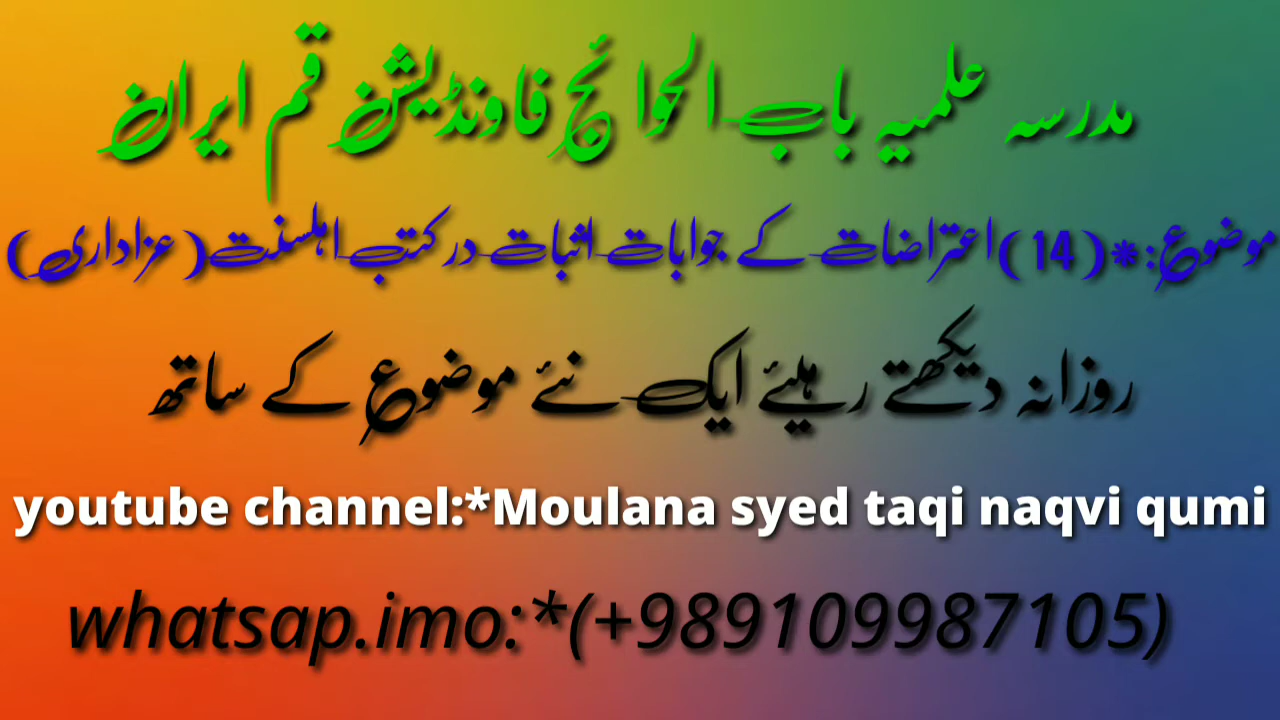 مدرسہ علمیہ باب الحوائج فاونڈیشن قم ایران
موضوع:*(14)اعتراضات کے جوابات اثبات در کتب اہلسنت(عزاداری)
روزانہ دیکھتے رہئیے ایک نئے موضوع کے ساتھ
youtube channel:*Moulana syed taqi naqvi qumi
whatsap.imo:*(+989109987105)